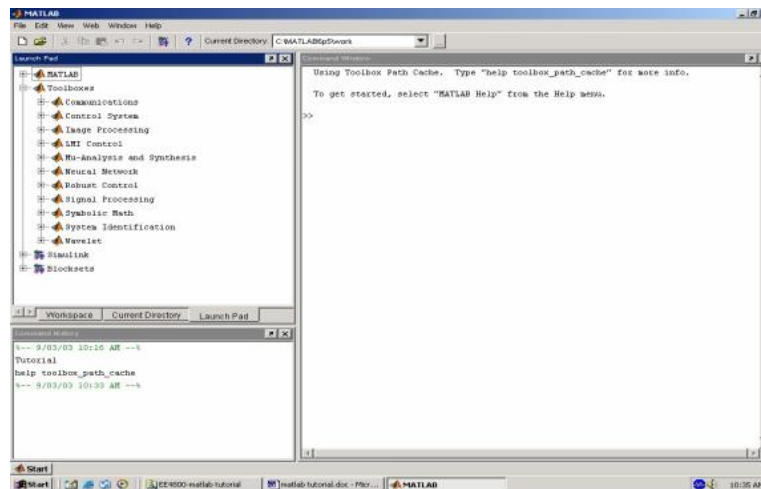 MATLAB
File Edit View Web Window Help
Current Directory: C:\MATLAB6p5\work
Launch Pad
MATLAB
Toolboxes
Communications
Control System
Image Processing
LMI Control
Mu-Analysis and Synthesis
Neural Network
Robust Control
Signal Processing
Symbolic Math
System Identification
Wavelet
Simulink
Blocksets
Workspace Current Directory Launch Pad
Command History
%-- 9/03/03 10:16 AM --%
Tutorial
help toolbox_path_cache
%-- 9/03/03 10:33 AM --%
Command Window
Using Toolbox Path Cache. Type "help toolbox_path_cache" for more info.
To get started, select "MATLAB Help" from the Help menu.
>>
Start
Start EE4800-matlab tutorial matlab tutorial.doc - Micr... MATLAB 10:35 AM